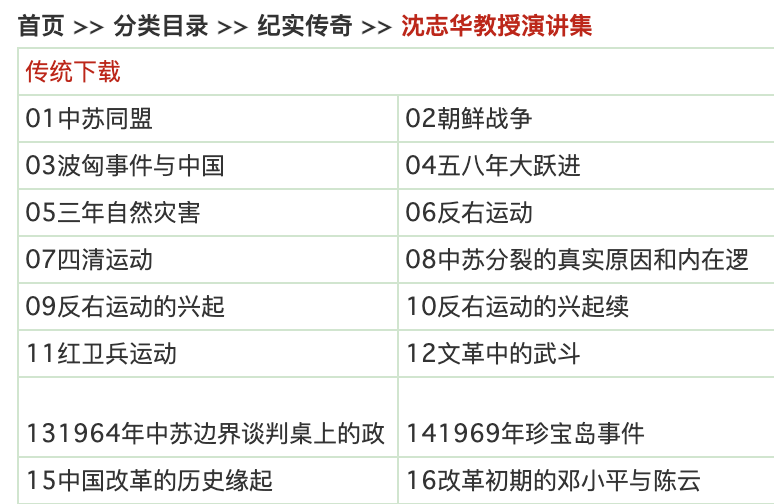 首页 >> 分类目录 >> 纪实传奇 >> 沈志华教授演讲集
传统下载
01中苏同盟
02朝鲜战争
03波匈事件与中国
04五八年大跃进
05三年自然灾害
06反右运动
07四清运动
08中苏分裂的真实原因和内在逻
09反右运动的兴起
10反右运动的兴起续
11红卫兵运动
12文革中的武斗
131964年中苏边界谈判桌上的政
141969年珍宝岛事件
15中国改革的历史缘起
16改革初期的邓小平与陈云